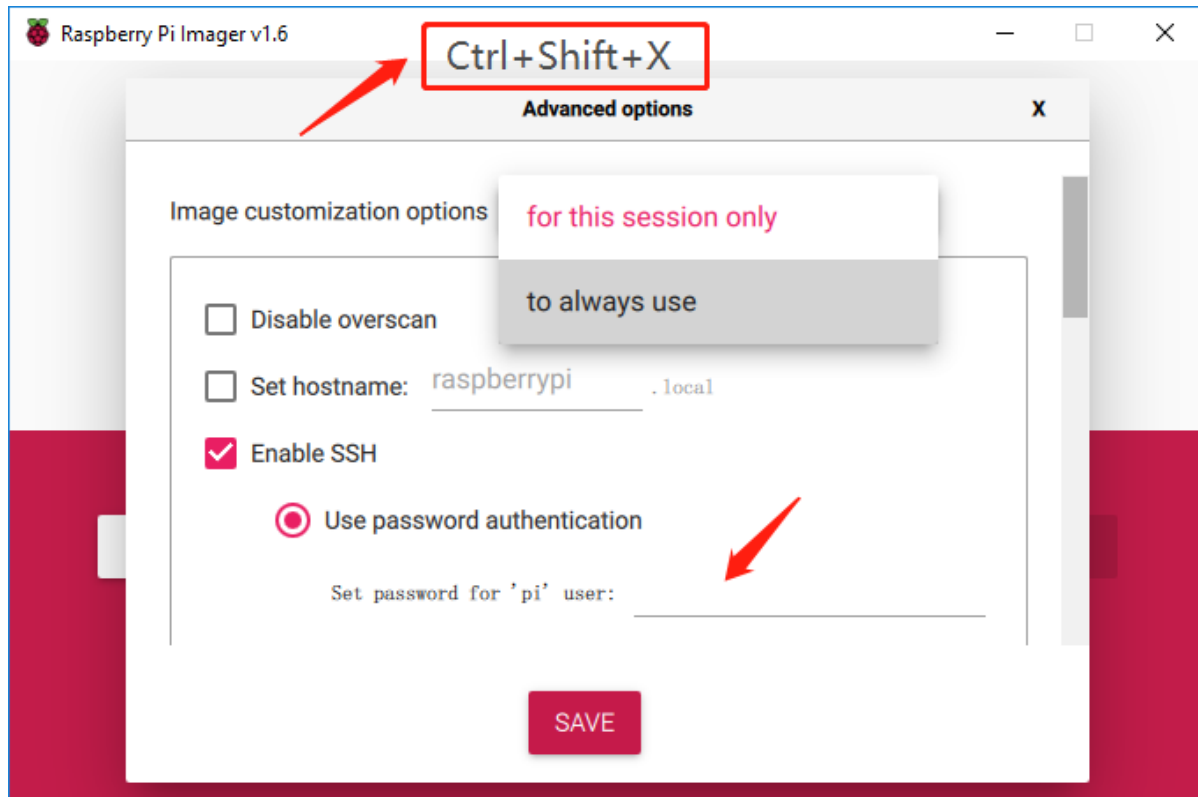 Raspberry Pi Imager v1.6
Ctrl+Shift+X
Advanced options X
Image customization options
for this session only
to always use
Disable overscan
Set hostname: raspberrypi .local
Enable SSH
Use password authentication
Set password for 'pi' user:
SAVE